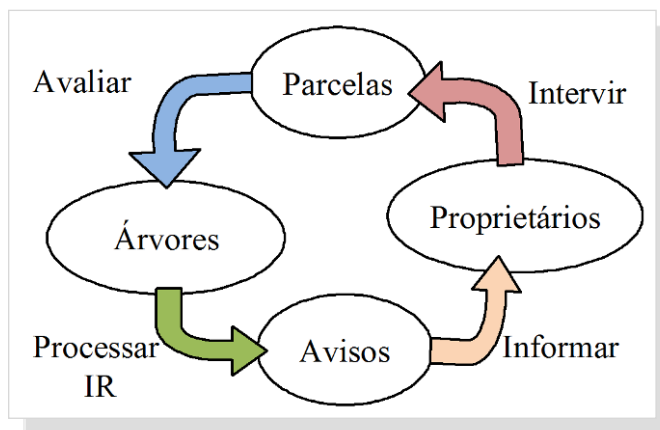 Parcelas
Avaliar
Intervir
Árvores
Proprietários
Processar
IR
Avisos
Informar